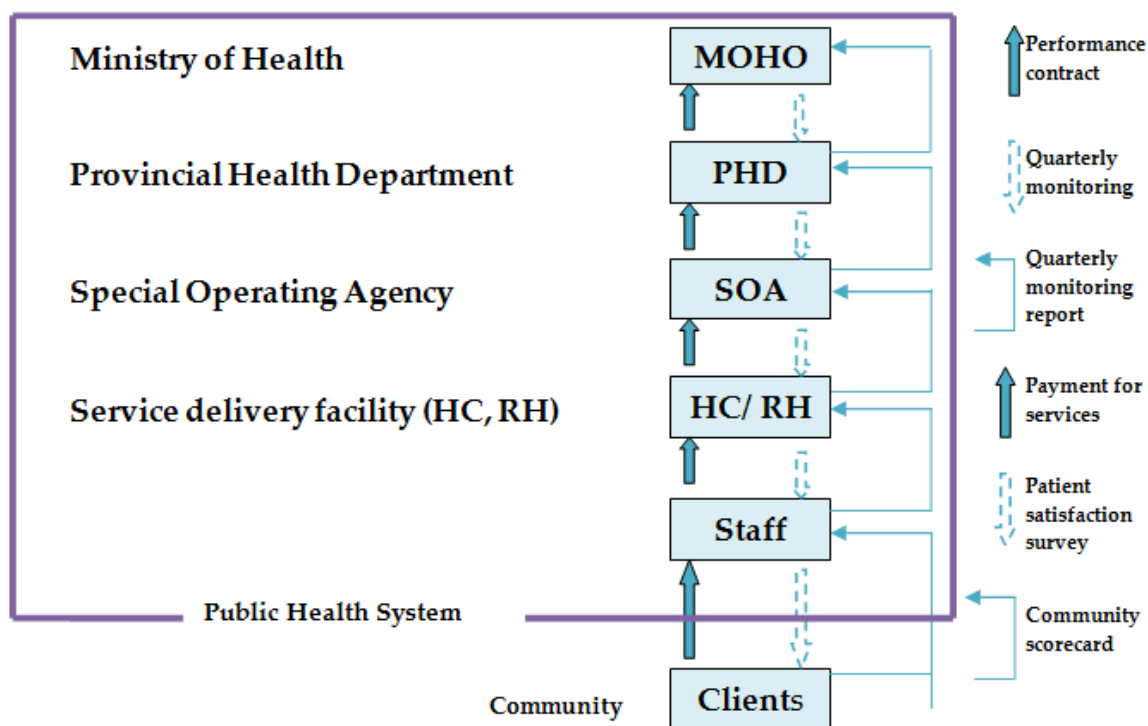 Ministry of Health
MOHO
Performance
contract
Provincial Health Department
PHD
Quarterly
monitoring
Special Operating Agency
SOA
Quarterly
monitoring
report
Service delivery facility (HC, RH)
HC/ RH
Payment for
services
Staff
Patient
satisfaction
survey
Public Health System
Community
scorecard
Community
Clients